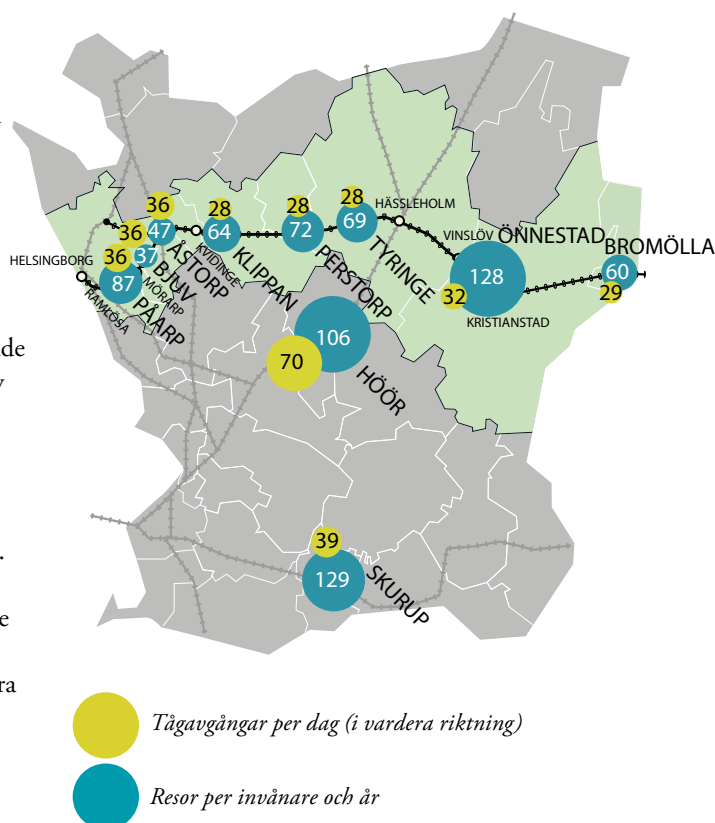 36
28
28
28
HÄSSLEHOLM
36
47
64
72
69
VINSLÖV
ÖNNESTAD
BROMÖLLA
HELSINGBORG
36
37
ÅSTORP
KVIDINGE
KLIPPAN
PERSTORP
TYRINGE
128
60
87
BJUV
MÖRARP
32
29
RAMLÖSA
PÅARP
KRISTIANSTAD
106
de
70
HÖÖR
39
129
SKURUP
.
e
ra
Tågavgångar per dag (i vardera riktning)
Resor per invånare och år